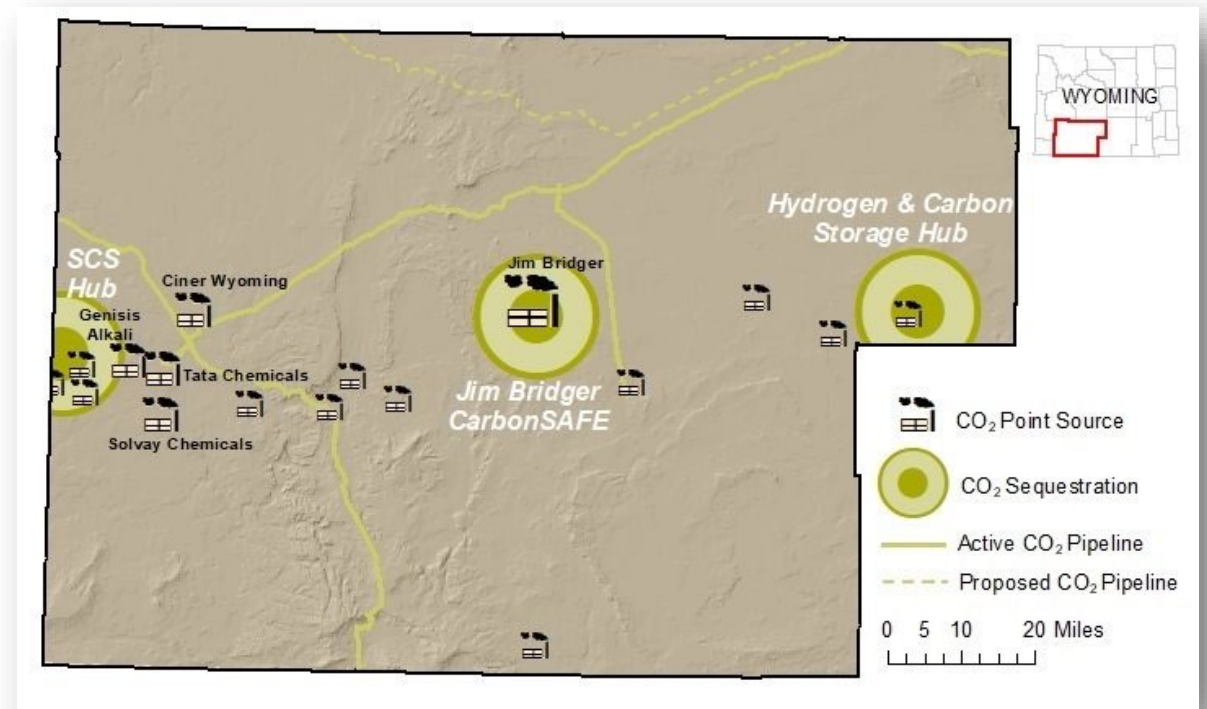 WYOMING
Hydrogen & Carbon
Storage Hub
SCS
Hub
Ciner Wyoming
Jim Bridger
Genisis
Alkali
Tata Chemicals
Jim Bridger
CarbonSAFE
Solvay Chemicals
CO₂ Point Source
CO₂ Sequestration
Active CO₂ Pipeline
Proposed CO₂ Pipeline
0 5 10 20 Miles